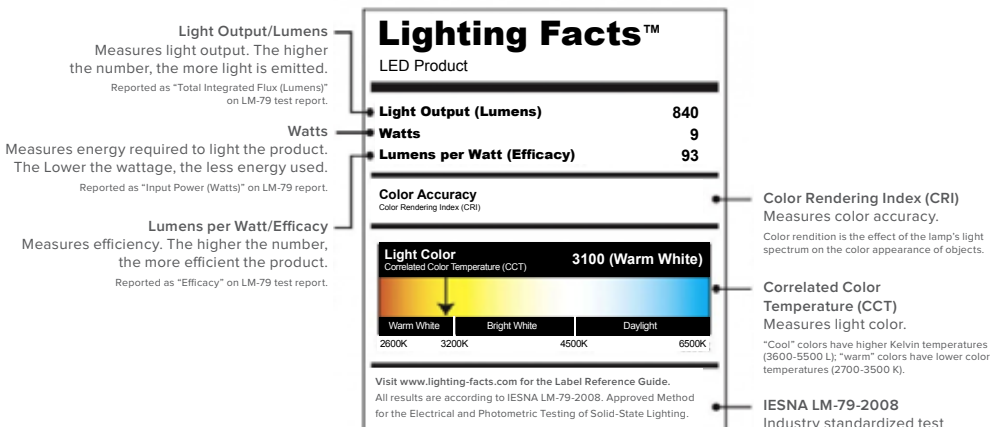 Light Output/Lumens
Measures light output. The higher
the number, the more light is emitted.
Reported as “Total Integrated Flux (Lumens)”
on LM-79 test report.
Watts
Measures energy required to light the product.
The Lower the wattage, the less energy used.
Reported as “Input Power (Watts)” on LM-79 report.
Lumens per Watt/Efficacy
Measures efficiency. The higher the number,
the more efficient the product.
Reported as “Efficacy” on LM-79 test report.
Lighting Facts™
LED Product
Light Output (Lumens) 840
Watts 9
Lumens per Watt (Efficacy) 93
Color Accuracy
Color Rendering Index (CRI)
Light Color
Correlated Color Temperature (CCT)
3100 (Warm White)
Warm White Bright White Daylight
2600K 3200K 4500K 6500K
Visit www.lighting-facts.com for the Label Reference Guide.
All results are according to IESNA LM-79-2008. Approved Method
for the Electrical and Photometric Testing of Solid-State Lighting.
Color Rendering Index (CRI)
Measures color accuracy.
Color rendition is the effect of the lamp’s light
spectrum on the color appearance of objects.
Correlated Color
Temperature (CCT)
Measures light color.
“Cool” colors have higher Kelvin temperatures
(3600-5500 L); “warm” colors have lower color
temperatures (2700-3500 K).
IESNA LM-79-2008
Industry standardized test